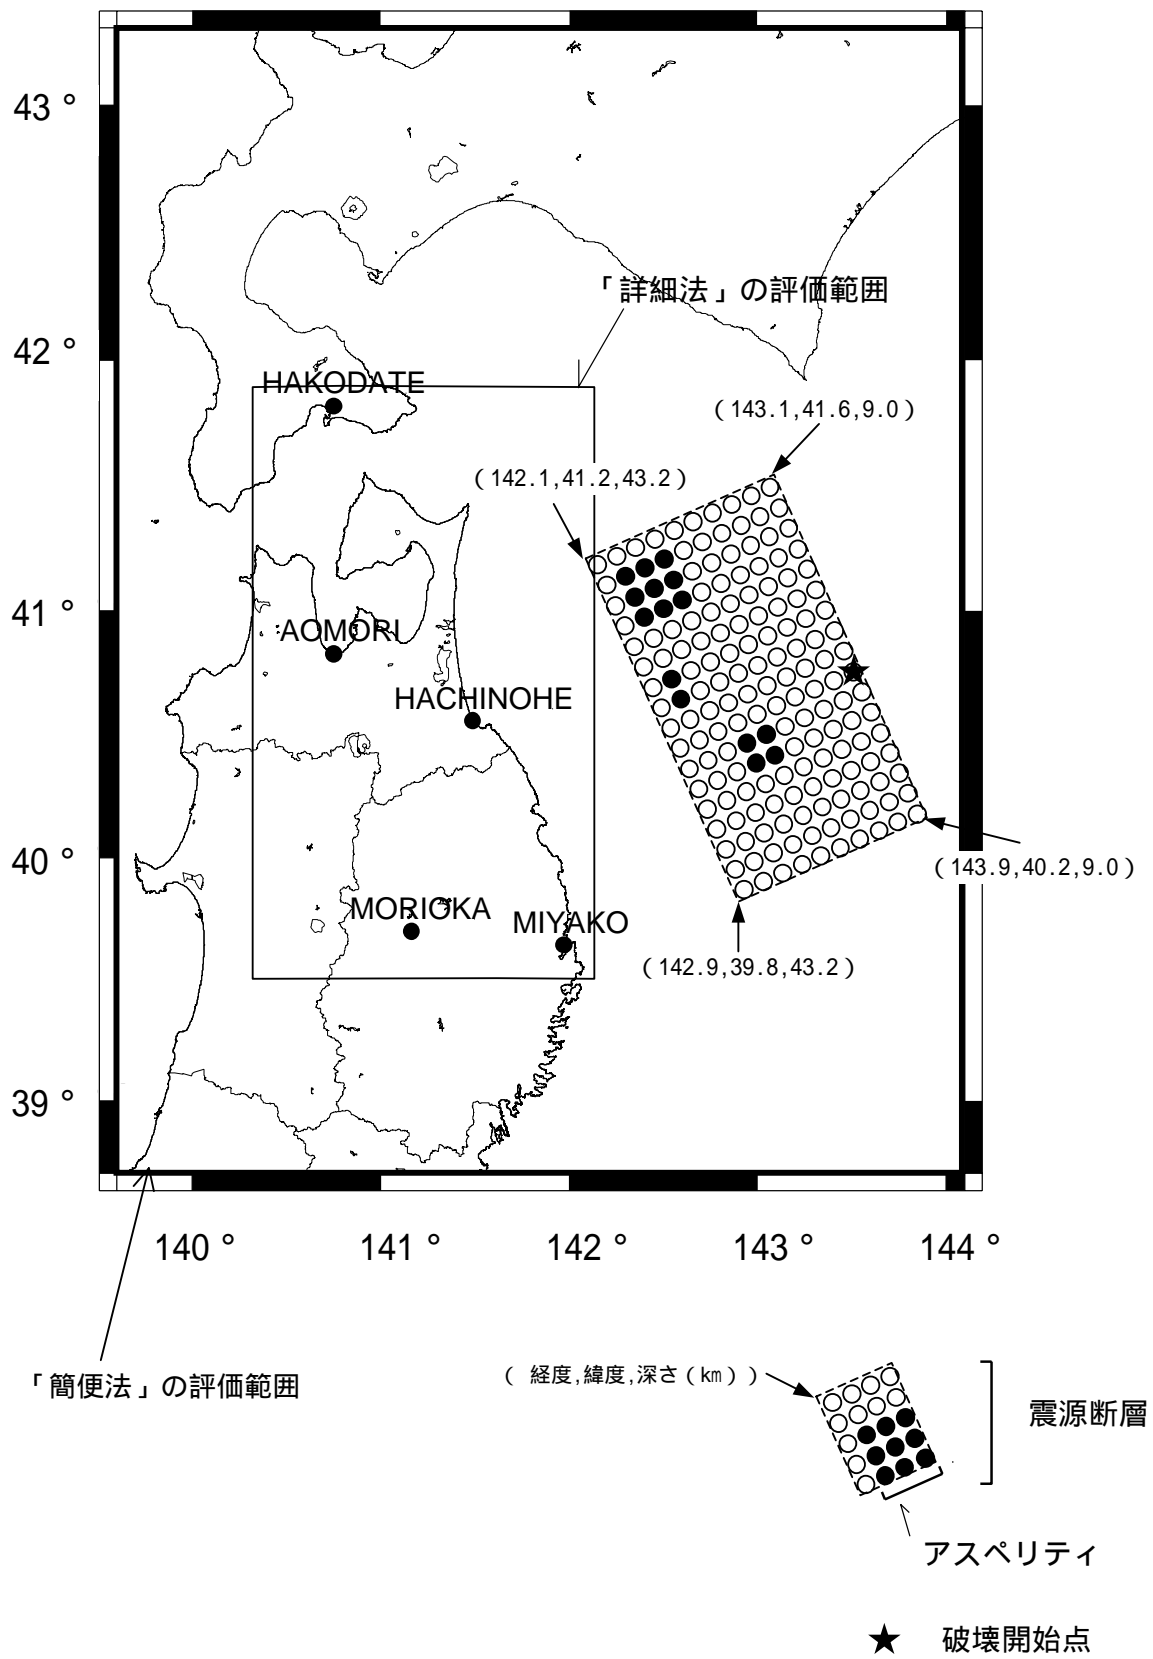 43 °
「詳細法」の評価範囲
42 °
HAKODATE
(143.1,41.6,9.0)
(142.1,41.2,43.2)
41 °
AOMORI
HACHINOHE
40 °
(143.9,40.2,9.0)
MORIOKA
MIYAKO
(142.9,39.8,43.2)
39 °
140 °
141 °
142 °
143 °
144 °
「簡便法」の評価範囲
( 経度,緯度,深さ(km))
震源断層
アスペリティ
★ 破壊開始点